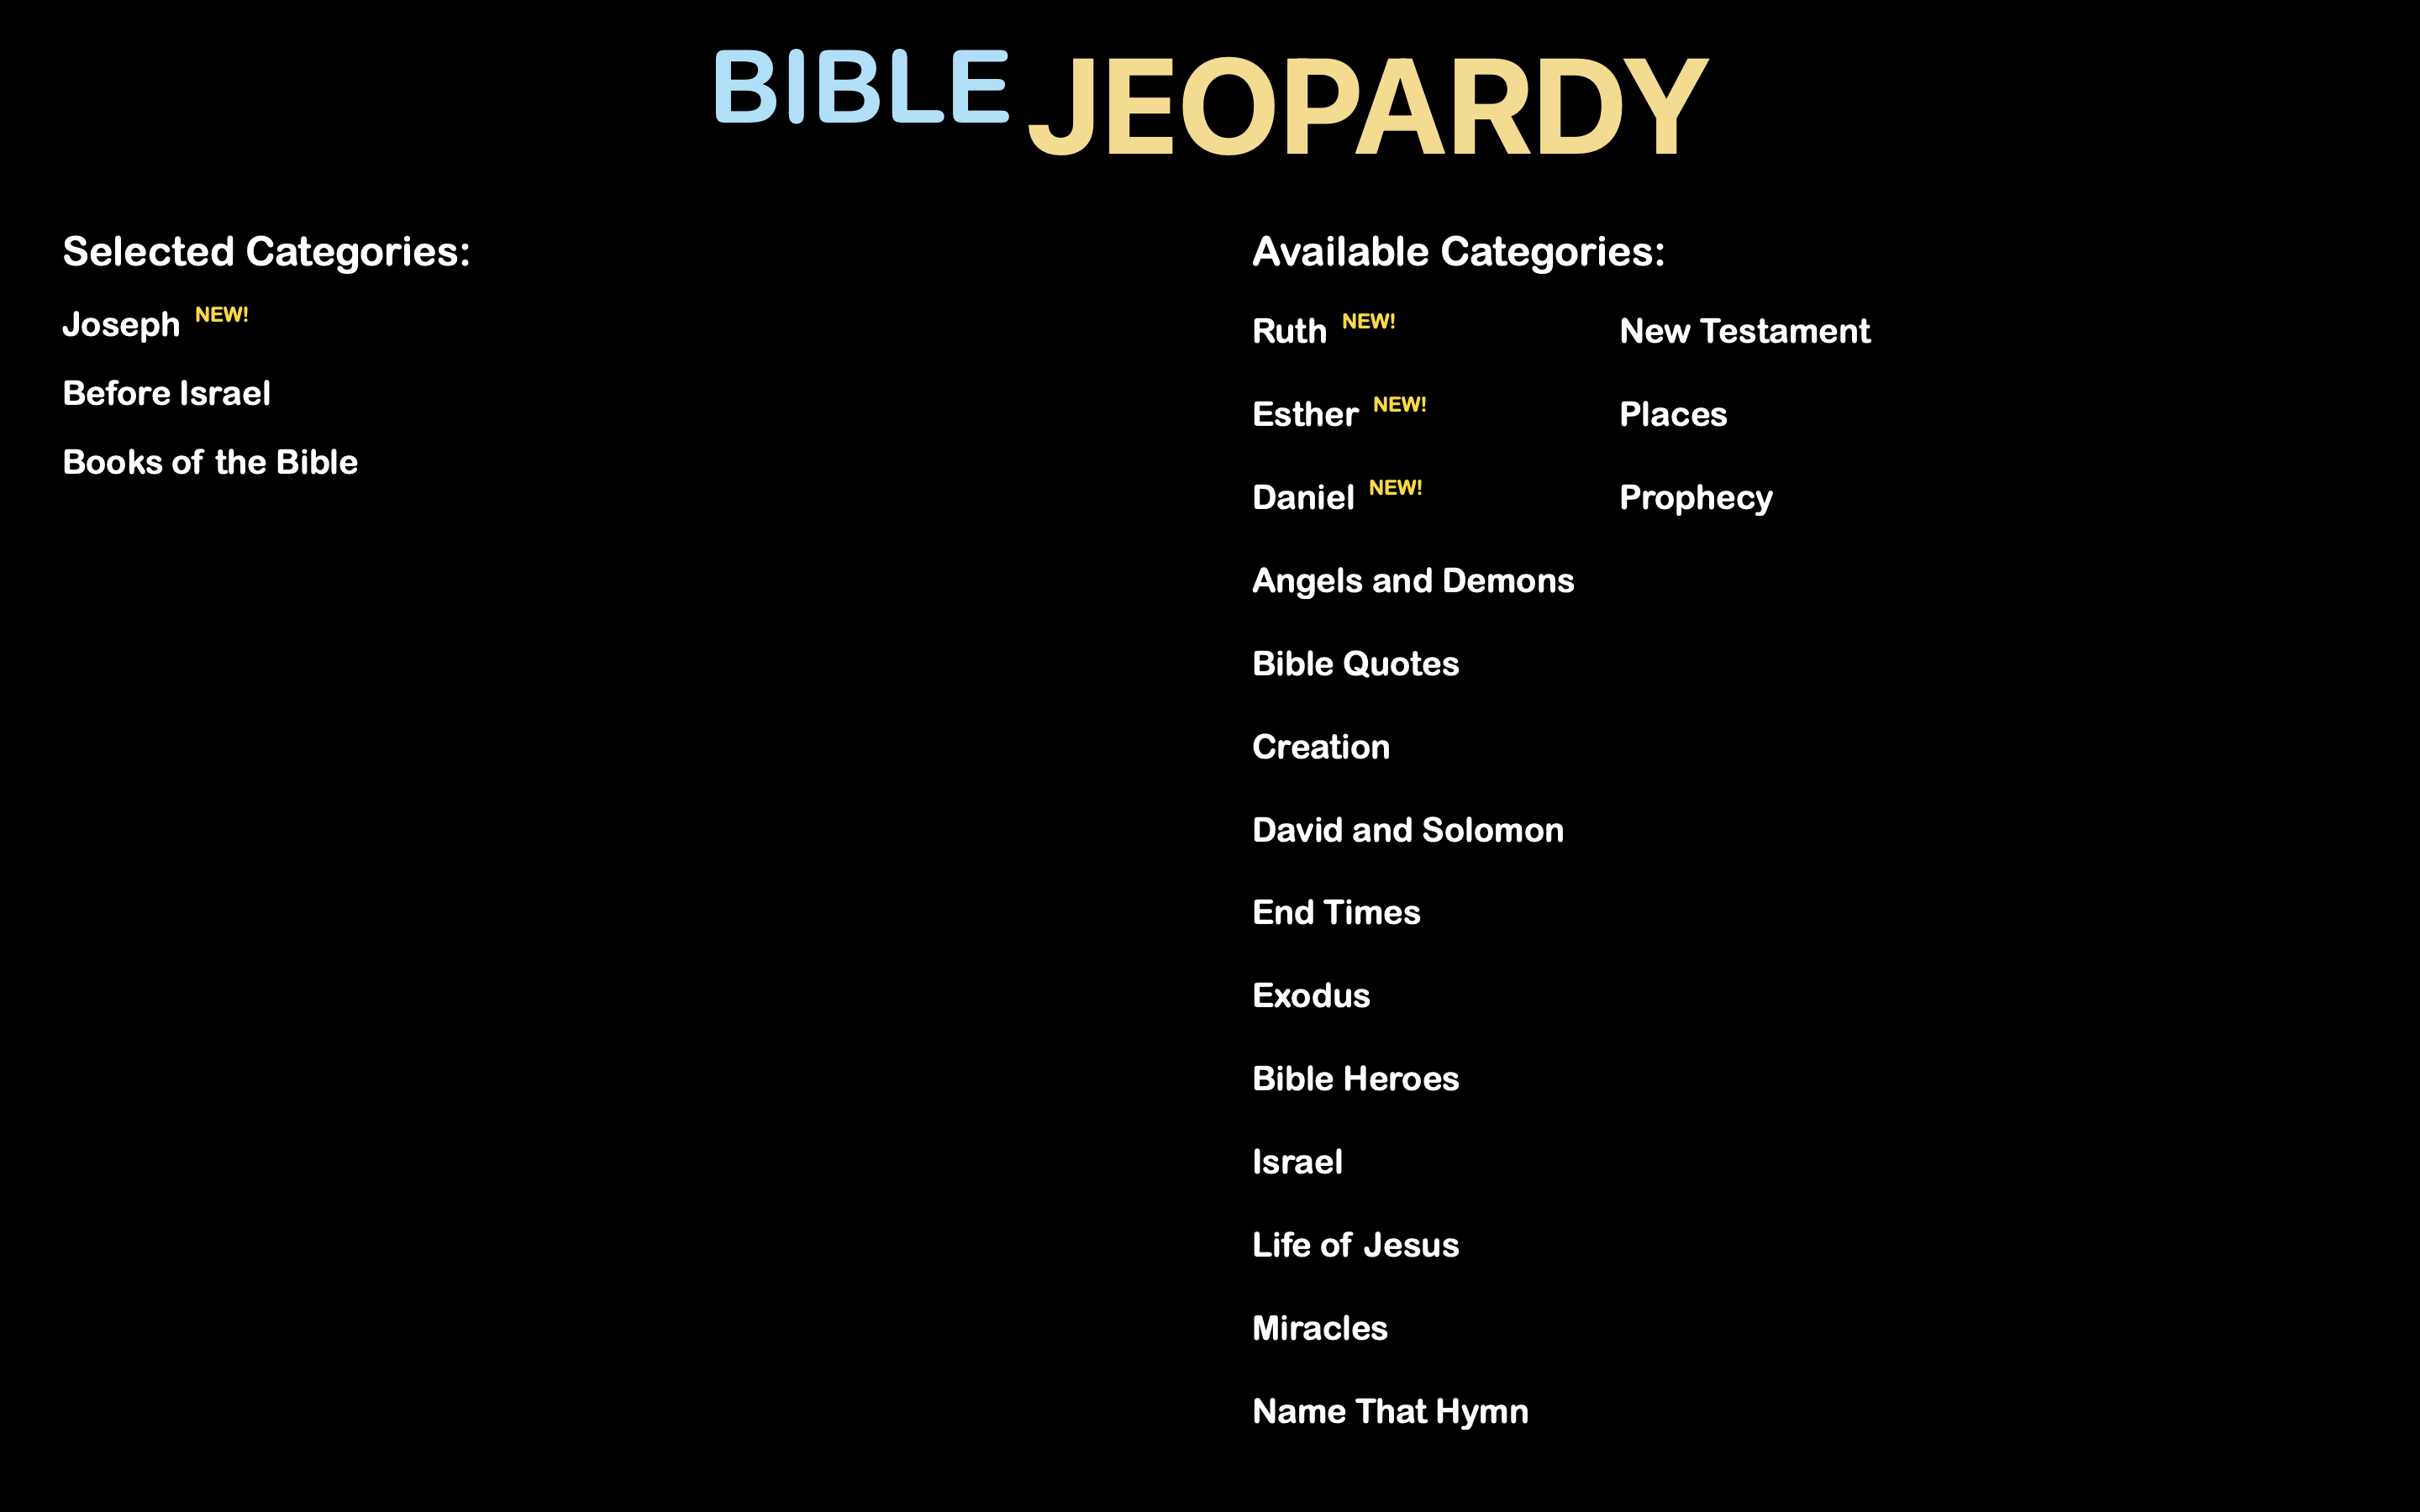 BIBLE JEOPARDY
Selected Categories:
Joseph NEW!
Before Israel
Books of the Bible
Available Categories:
Ruth NEW!
Esther NEW!
Daniel NEW!
Angels and Demons
Bible Quotes
Creation
David and Solomon
End Times
Exodus
Bible Heroes
Israel
Life of Jesus
Miracles
Name That Hymn
New Testament
Places
Prophecy